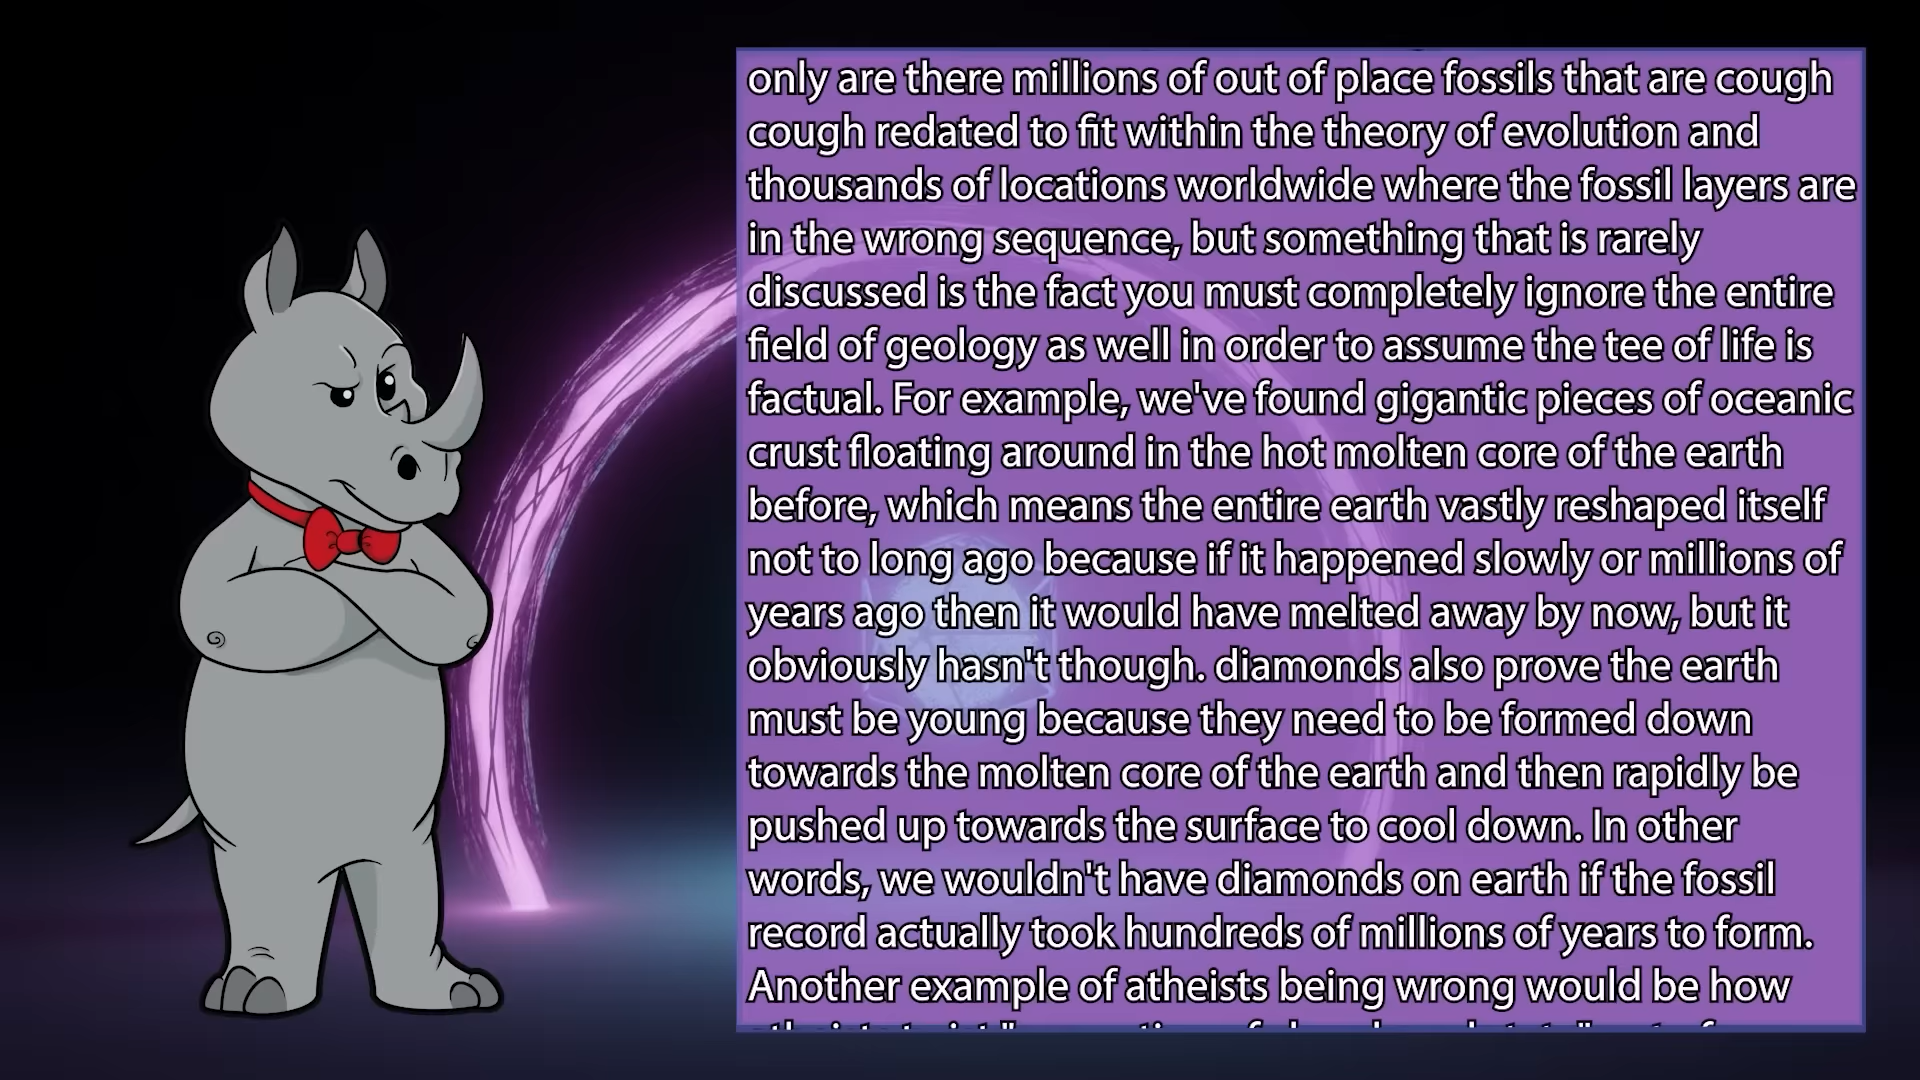 only are there millions of out of place fossils that are cough
cough redated to fit within the theory of evolution and
thousands of locations worldwide where the fossil layers are
in the wrong sequence, but something that is rarely
discussed is the fact you must completely ignore the entire
field of geology as well in order to assume the tee of life is
factual. For example, we've found gigantic pieces of oceanic
crust floating around in the hot molten core of the earth
before, which means the entire earth vastly reshaped itself
not to long ago because if it happened slowly or millions of
years ago then it would have melted away by now, but it
obviously hasn't though. diamonds also prove the earth
must be young because they need to be formed down
towards the molten core of the earth and then rapidly be
pushed up towards the surface to cool down. In other
words, we wouldn't have diamonds on earth if the fossil
record actually took hundreds of millions of years to form.
Another example of atheists being wrong would be how